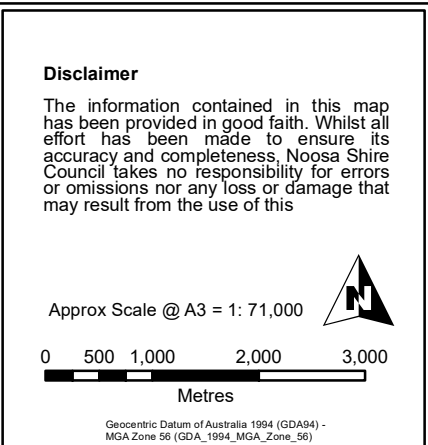 Disclaimer
The information contained in this map
has been provided in good faith. Whilst all
effort has been made to ensure its
accuracy and completeness, Noosa Shire
Council takes no responsibility for errors
or omissions nor any loss or damage that
may result from the use of this
N
Approx Scale @ A3 = 1: 71,000
0 500 1,000 2,000 3,000
Metres
Geocentric Datum of Australia 1994 (GDA94) -
MGA Zone 56 (GDA_1994_MGA_Zone_56)